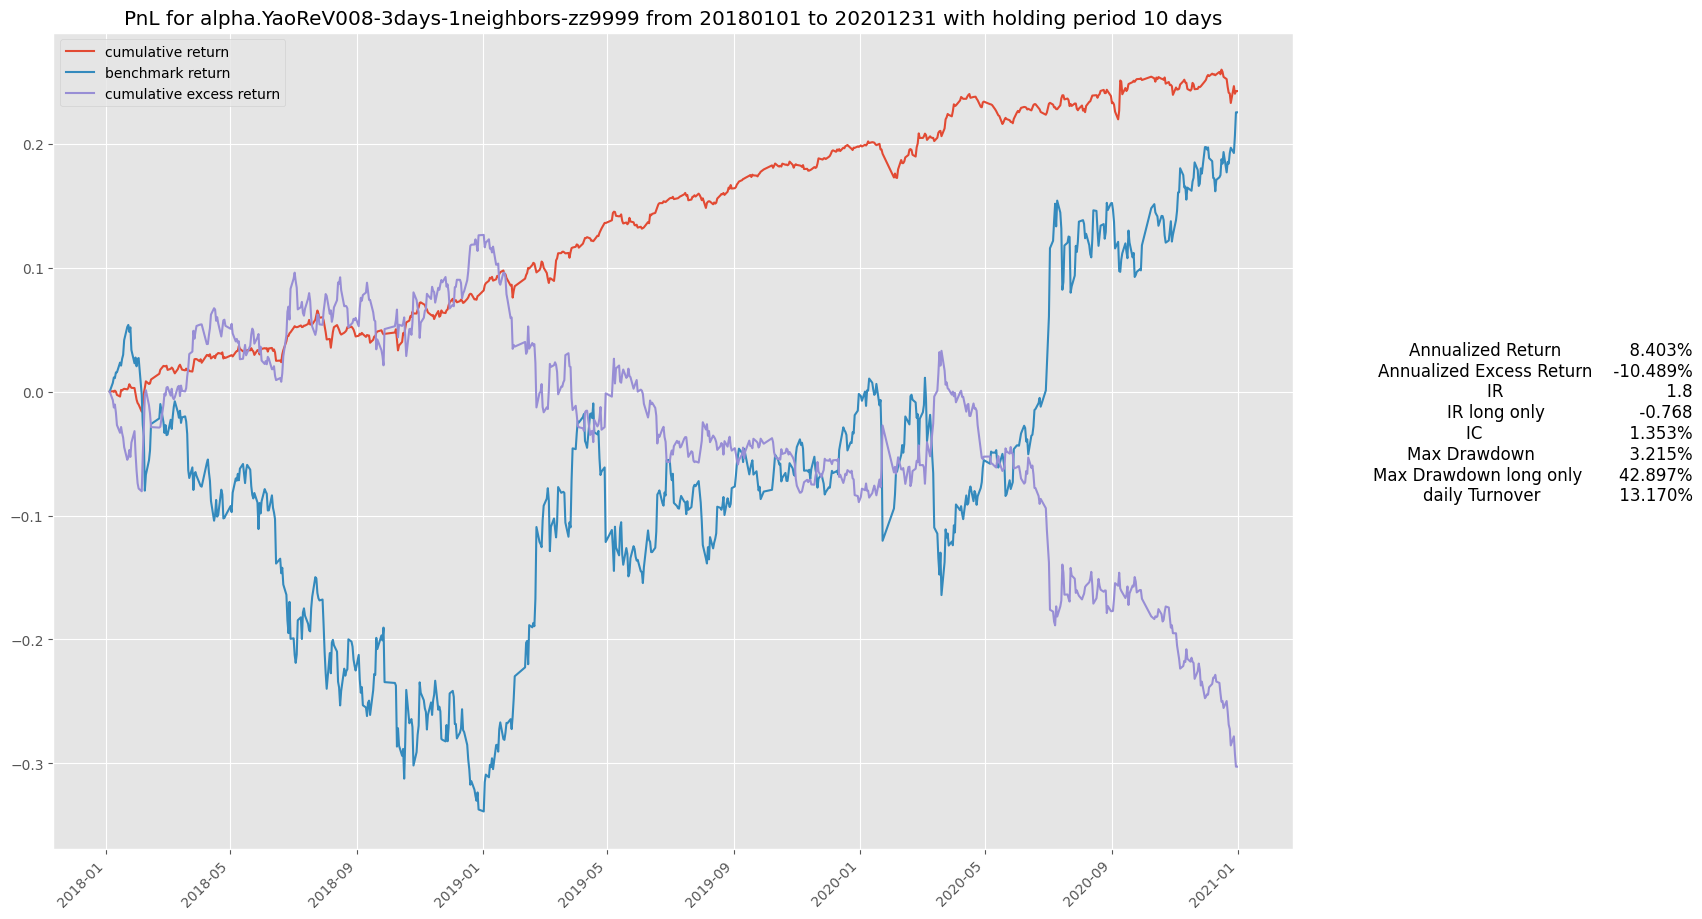 PnL for alpha.YaoReV008-3days-1neighbors-zz9999 from 20180101 to 20201231 with holding period 10 days
cumulative return
benchmark return
cumulative excess return
0.2
0.1
0.0
−0.1
−0.2
−0.3
2018-01
2018-05
2018-09
2019-01
2019-05
2019-09
2020-01
2020-05
2020-09
2021-01
Annualized Return 8.403%
Annualized Excess Return -10.489%
IR 1.8
IR long only -0.768
IC 1.353%
Max Drawdown 3.215%
Max Drawdown long only 42.897%
daily Turnover 13.170%